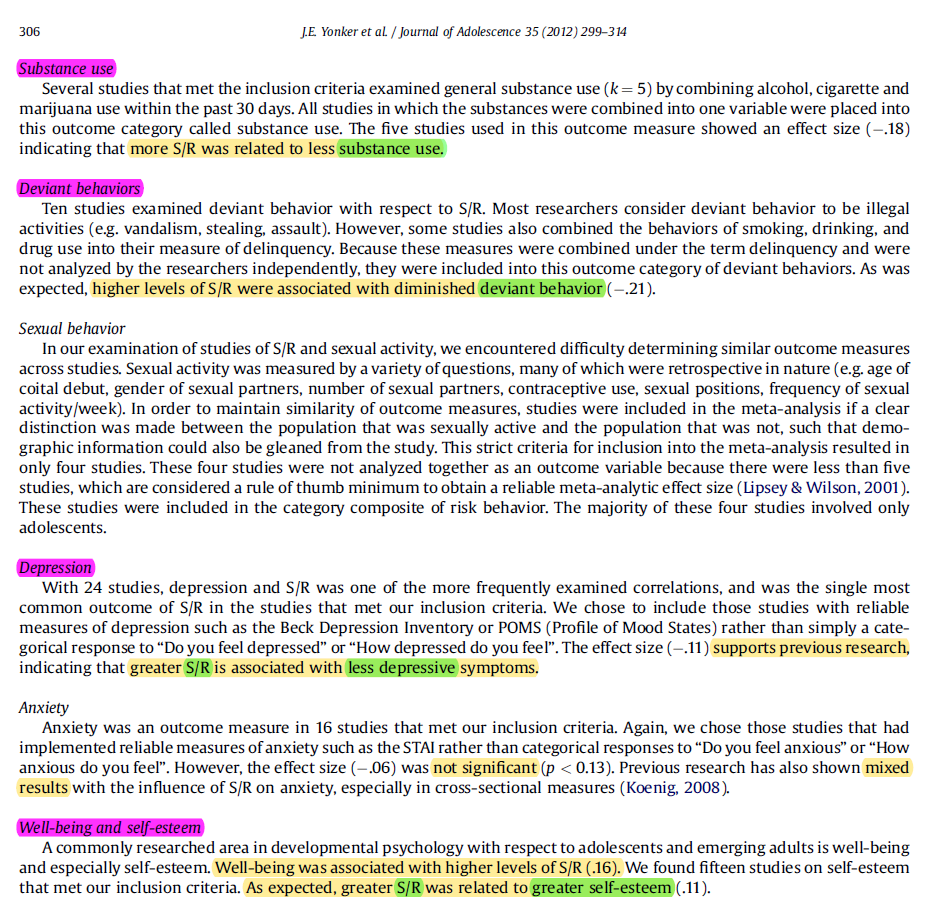 306
J.E. Yonker et al. / Journal of Adolescence 35 (2012) 299–314
Substance use
Several studies that met the inclusion criteria examined general substance use (k = 5) by combining alcohol, cigarette and
marijuana use within the past 30 days. All studies in which the substances were combined into one variable were placed into
this outcome category called substance use. The five studies used in this outcome measure showed an effect size (−.18)
indicating that more S/R was related to less substance use.
Deviant behaviors
Ten studies examined deviant behavior with respect to S/R. Most researchers consider deviant behavior to be illegal
activities (e.g. vandalism, stealing, assault). However, some studies also combined the behaviors of smoking, drinking, and
drug use into their measure of delinquency. Because these measures were combined under the term delinquency and were
not analyzed by the researchers independently, they were included into this outcome category of deviant behaviors. As was
expected, higher levels of S/R were associated with diminished deviant behavior (−.21).
Sexual behavior
In our examination of studies of S/R and sexual activity, we encountered difficulty determining similar outcome measures
across studies. Sexual activity was measured by a variety of questions, many of which were retrospective in nature (e.g. age of
coital debut, gender of sexual partners, number of sexual partners, contraceptive use, sexual positions, frequency of sexual
activity/week). In order to maintain similarity of outcome measures, studies were included in the meta-analysis if a clear
distinction was made between the population that was sexually active and the population that was not, such that demo-
graphic information could also be gleaned from the study. This strict criteria for inclusion into the meta-analysis resulted in
only four studies. These four studies were not analyzed together as an outcome variable because there were less than five
studies, which are considered a rule of thumb minimum to obtain a reliable meta-analytic effect size (Lipsey & Wilson, 2001).
These studies were included in the category composite of risk behavior. The majority of these four studies involved only
adolescents.
Depression
With 24 studies, depression and S/R was one of the more frequently examined correlations, and was the single most
common outcome of S/R in the studies that met our inclusion criteria. We chose to include those studies with reliable
measures of depression such as the Beck Depression Inventory or POMS (Profile of Mood States) rather than simply a cate-
gorical response to “Do you feel depressed” or “How depressed do you feel”. The effect size (−.11) supports previous research,
indicating that greater S/R is associated with less depressive symptoms.
Anxiety
Anxiety was an outcome measure in 16 studies that met our inclusion criteria. Again, we chose those studies that had
implemented reliable measures of anxiety such as the STAI rather than categorical responses to “Do you feel anxious” or “How
anxious do you feel”. However, the effect size (−.06) was not significant (p < 0.13). Previous research has also shown mixed
results with the influence of S/R on anxiety, especially in cross-sectional measures (Koenig, 2008).
Well-being and self-esteem
A commonly researched area in developmental psychology with respect to adolescents and emerging adults is well-being
and especially self-esteem. Well-being was associated with higher levels of S/R (.16). We found fifteen studies on self-esteem
that met our inclusion criteria. As expected, greater S/R was related to greater self-esteem (.11).